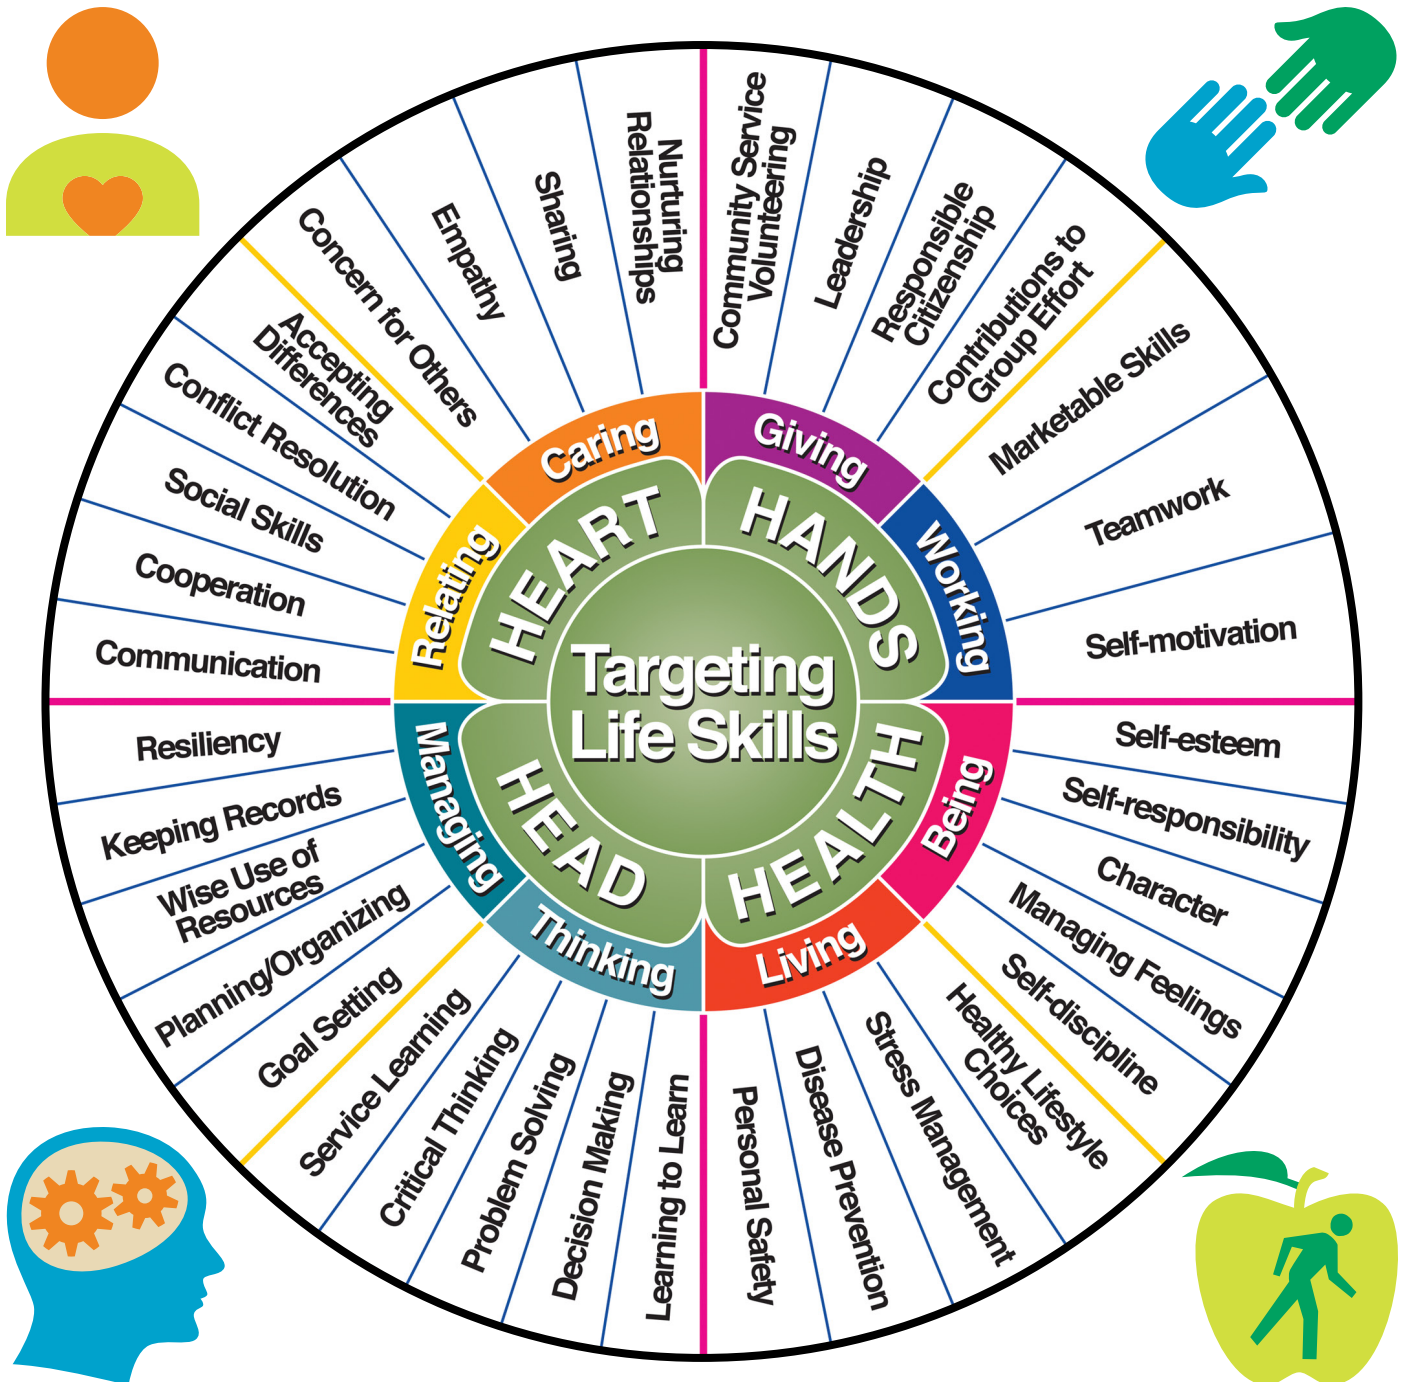 Targeting
Life Skills
HEART
HANDS
HEALTH
HEAD
Caring
Giving
Working
Being
Living
Thinking
Managing
Relating
Nurturing
Relationships
Sharing
Empathy
Concern for Others
Accepting
Differences
Conflict Resolution
Social Skills
Cooperation
Communication
Community Service
Volunteering
Leadership
Responsible
Citizenship
Contributions to
Group Effort
Marketable Skills
Teamwork
Self-motivation
Self-esteem
Self-responsibility
Character
Managing Feelings
Self-discipline
Healthy Lifestyle
Choices
Stress Management
Disease Prevention
Personal Safety
Learning to Learn
Decision Making
Problem Solving
Critical Thinking
Service Learning
Goal Setting
Planning/Organizing
Wise Use of
Resources
Keeping Records
Resiliency